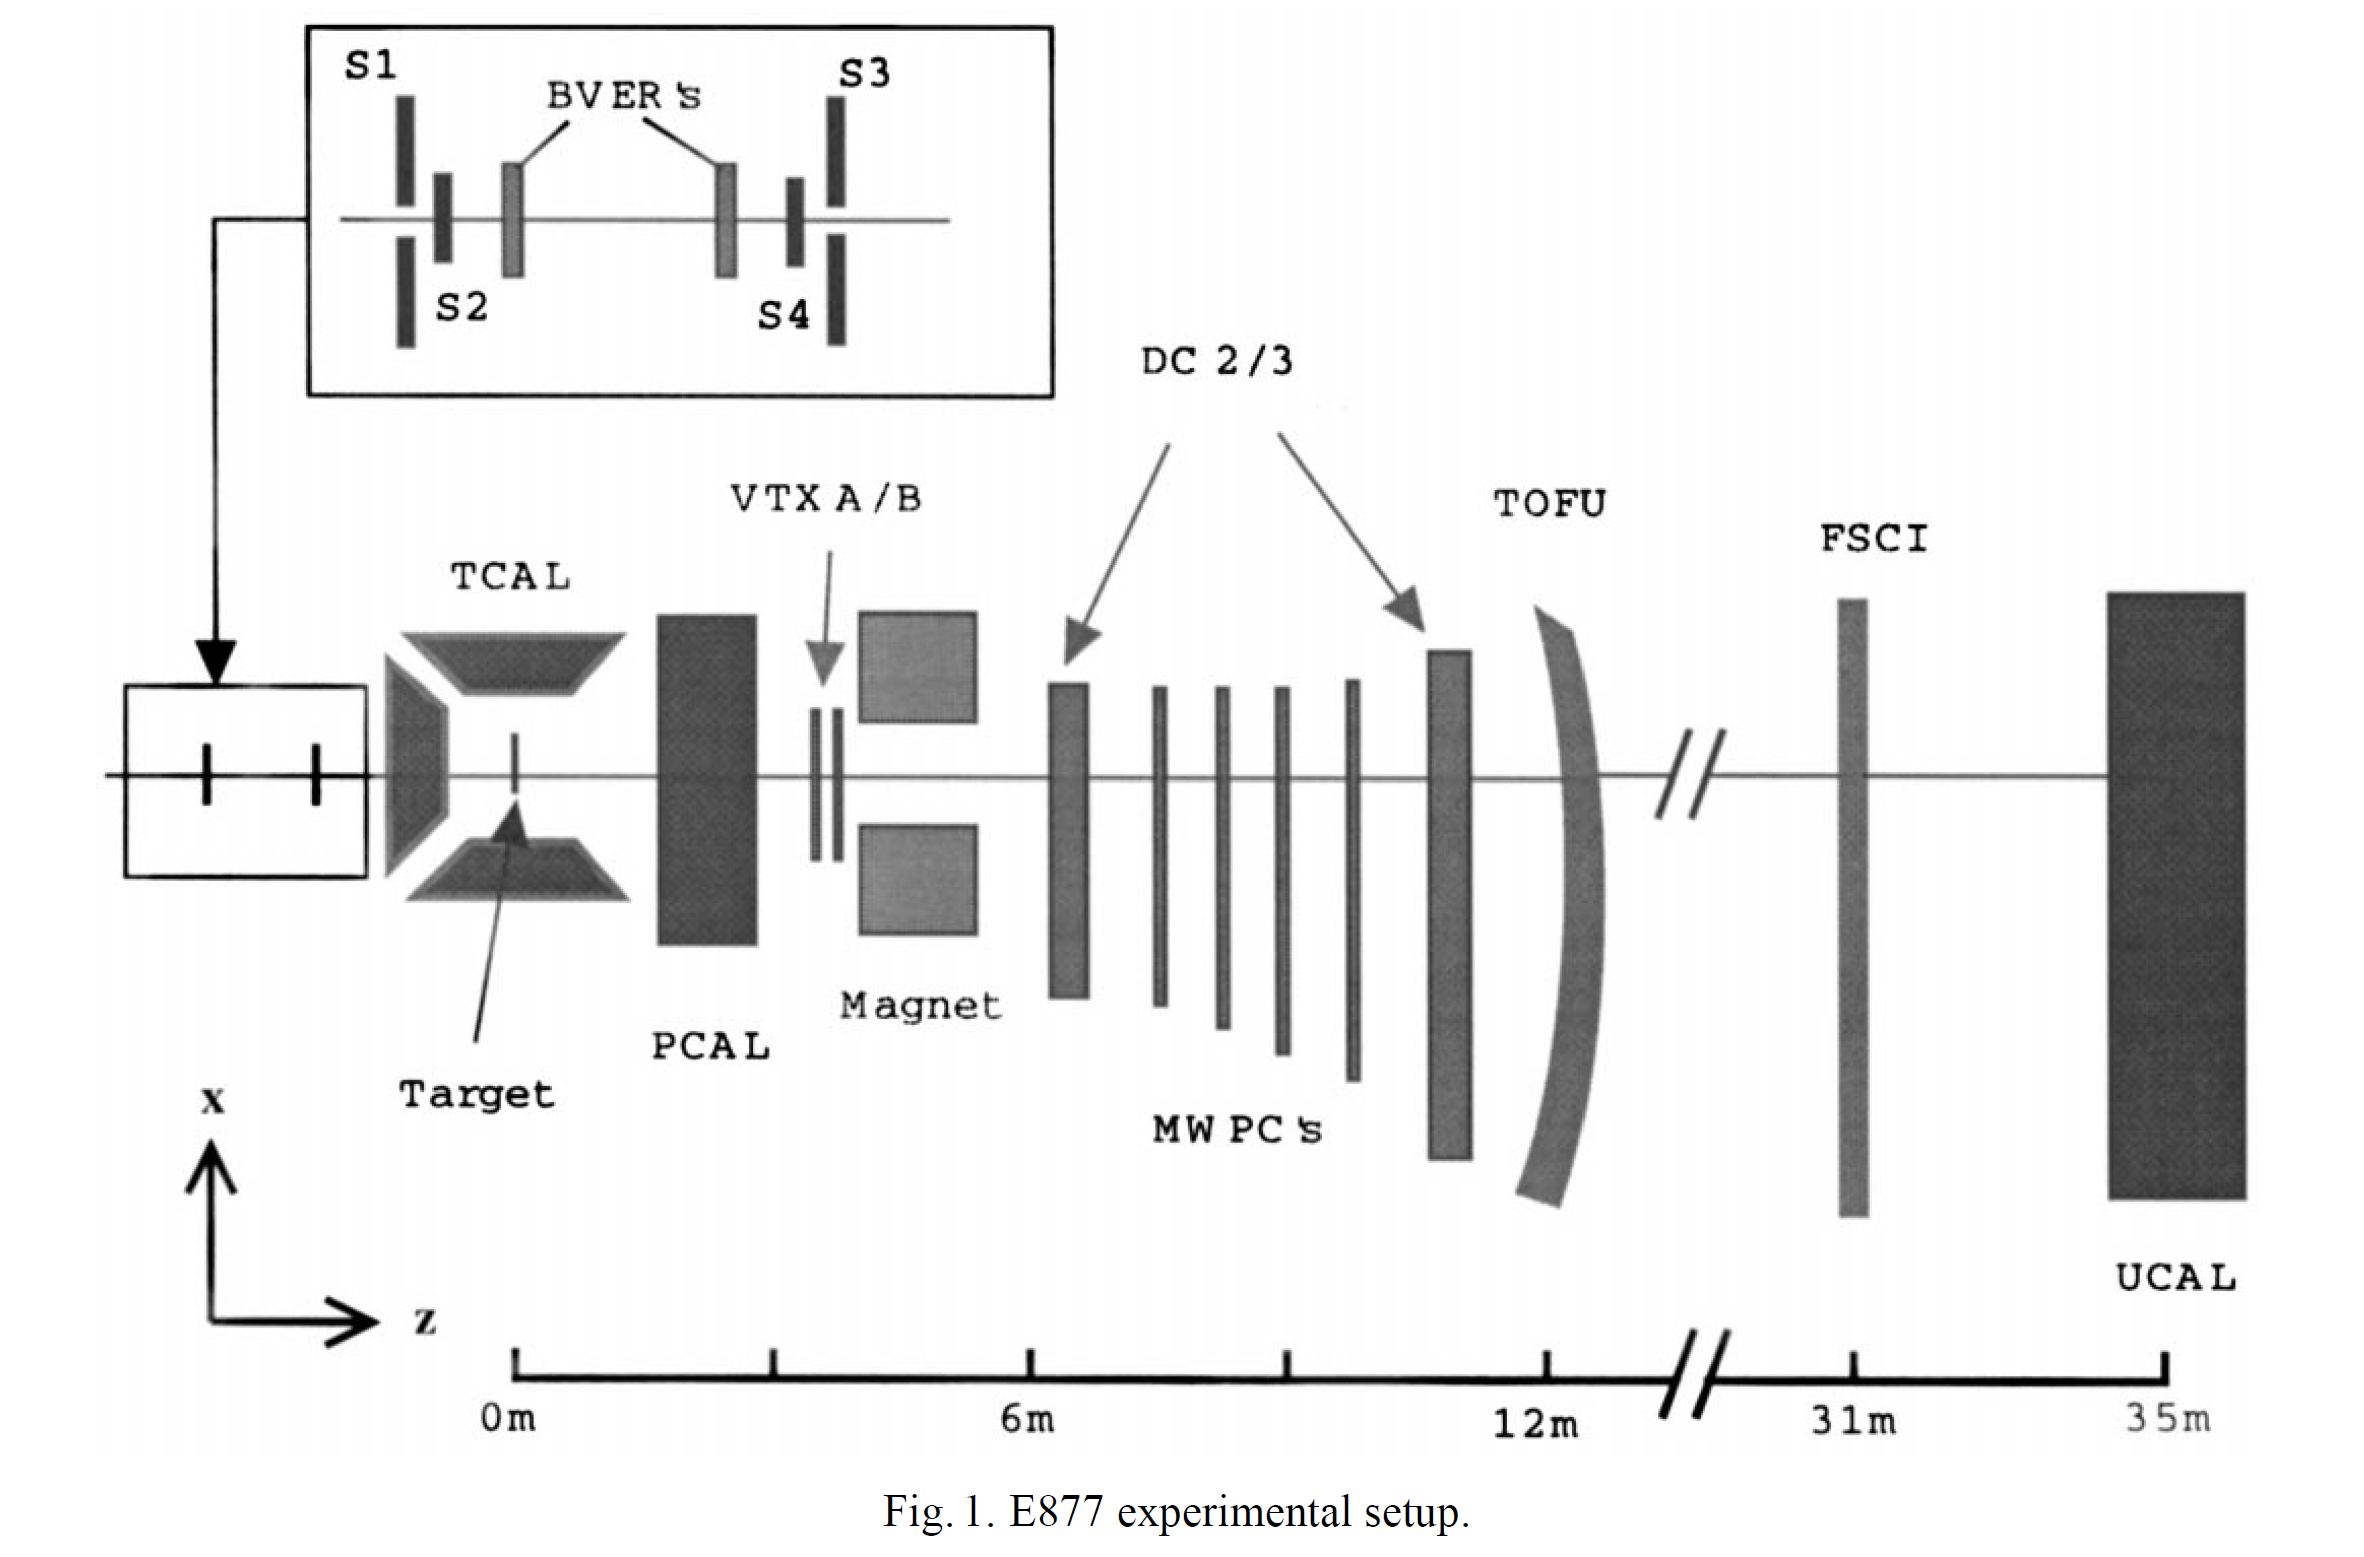 S1
BVER's
S3
S2
S4
DC 2/3
VTX A/B
TOFU
FSCI
TCAL
Magnet
PCAL
Target
MWPC's
x
z
UCAL
0m
6m
12m
31m
35m
Fig. 1. E877 experimental setup.